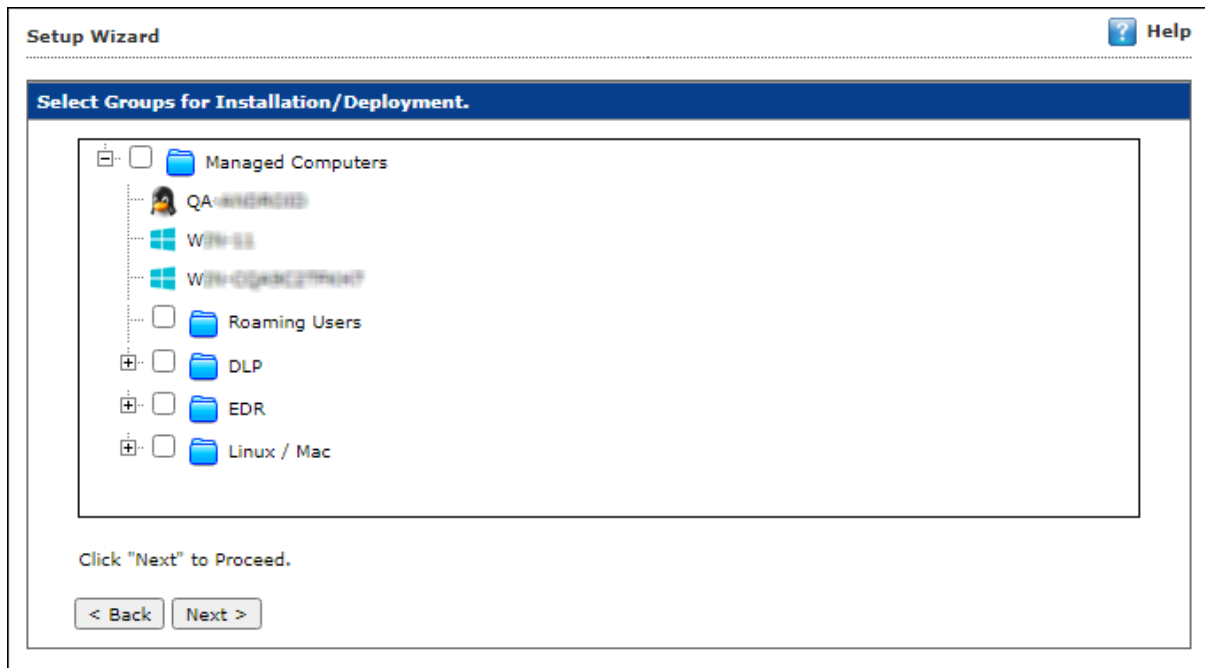 Setup Wizard
? Help
Select Groups for Installation/Deployment.
Managed Computers
QA-
Roaming Users
DLP
EDR
Linux / Mac
Click "Next" to Proceed.
< Back Next >